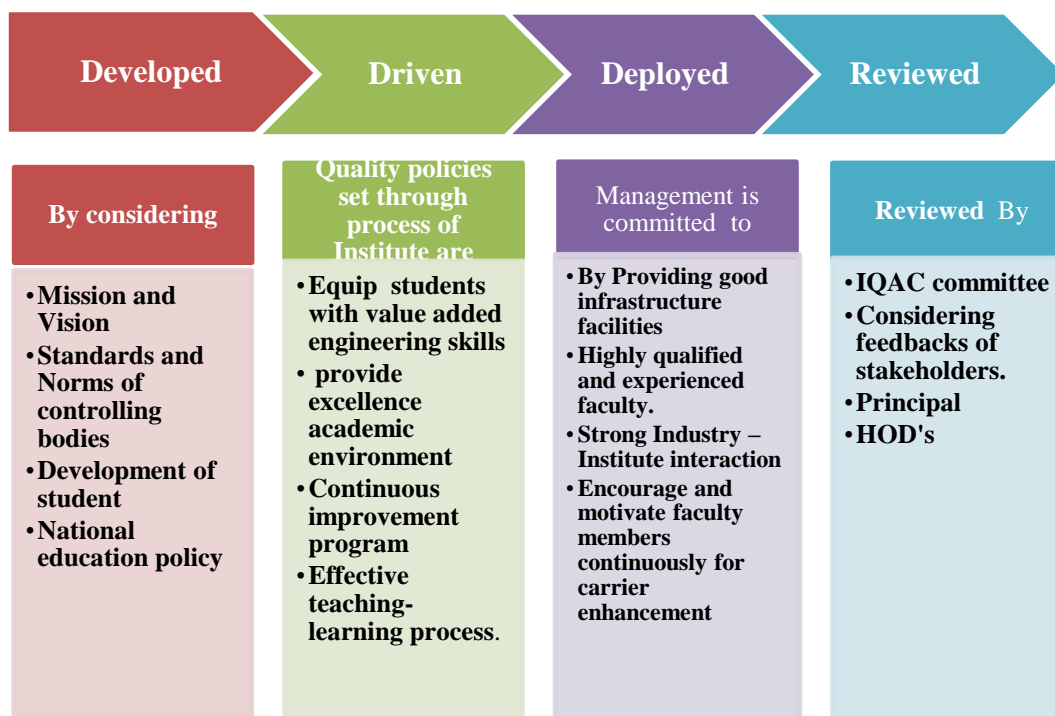 Developed
Driven
Deployed
Reviewed
By considering
•Mission and
Vision
•Standards and
Norms of
controlling
bodies
•Development of
student
•National
education policy
Quality policies
set through
process of
Institute are
•Equip students
with value added
engineering skills
• provide
excellence
academic
environment
•Continuous
improvement
program
•Effective
teaching-
learning process.
Management is
committed to
•By Providing good
infrastructure
facilities
•Highly qualified
and experienced
faculty.
•Strong Industry –
Institute interaction
•Encourage and
motivate faculty
members
continuously for
carrier
enhancement
Reviewed By
•IQAC committee
•Considering
feedbacks of
stakeholders.
•Principal
•HOD's